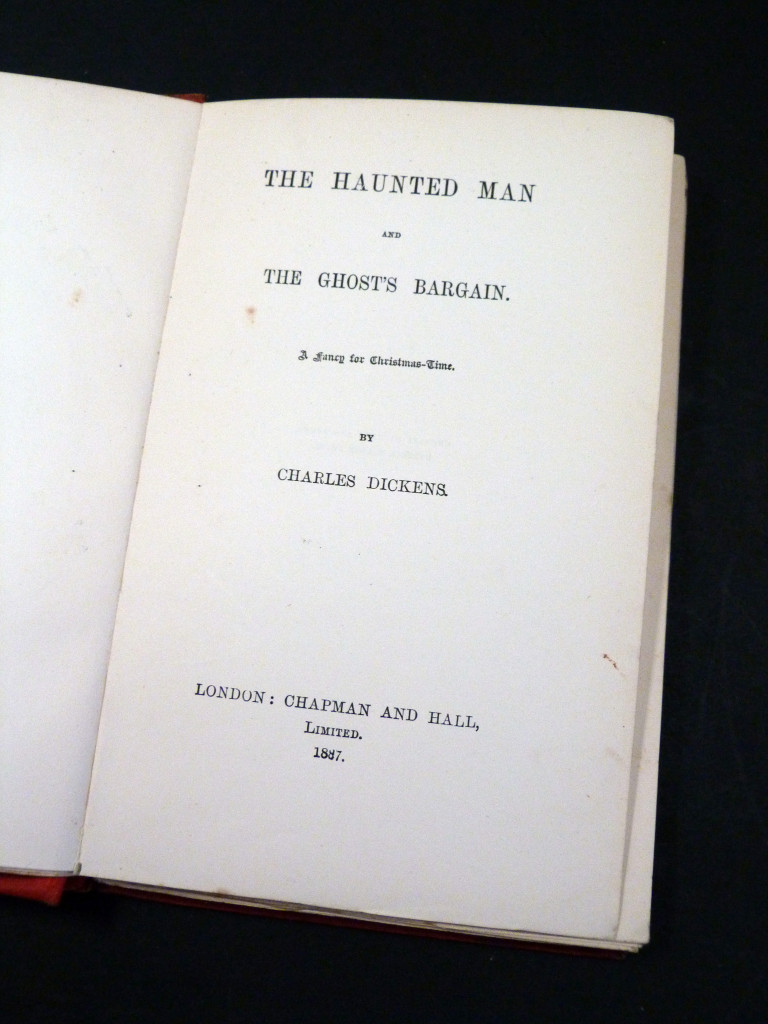 THE HAUNTED MAN
AND
THE GHOST'S BARGAIN.
A Fancy for Christmas-Time.
BY
CHARLES DICKENS.
LONDON: CHAPMAN AND HALL,
LIMITED.
1887.